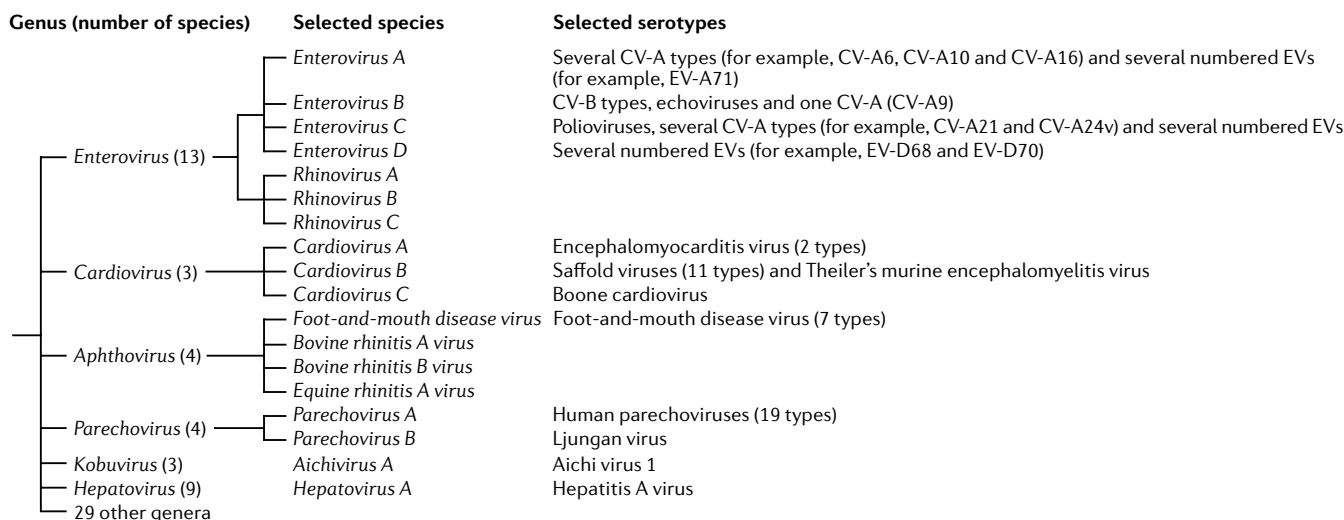 Genus (number of species) Selected species Selected serotypes
Enterovirus A Several CV-A types (for example, CV-A6, CV-A10 and CV-A16) and several numbered EVs
(for example, EV-A71)
Enterovirus B CV-B types, echoviruses and one CV-A (CV-A9)
Enterovirus C Polioviruses, several CV-A types (for example, CV-A21 and CV-A24v) and several numbered EVs
Enterovirus (13) Enterovirus D Several numbered EVs (for example, EV-D68 and EV-D70)
Rhinovirus A
Rhinovirus B
Rhinovirus C
Cardiovirus A Encephalomyocarditis virus (2 types)
Cardiovirus (3) Cardiovirus B Saffold viruses (11 types) and Theiler's murine encephalomyelitis virus
Cardiovirus C Boone cardiovirus
Foot-and-mouth disease virus Foot-and-mouth disease virus (7 types)
Bovine rhinitis A virus
Aphthovirus (4) Bovine rhinitis B virus
Equine rhinitis A virus
Parechovirus A Human parechoviruses (19 types)
Parechovirus (4) Parechovirus B Ljungan virus
Kobuvirus (3) Aichivirus A Aichi virus 1
Hepatovirus (9) Hepatovirus A Hepatitis A virus
29 other genera